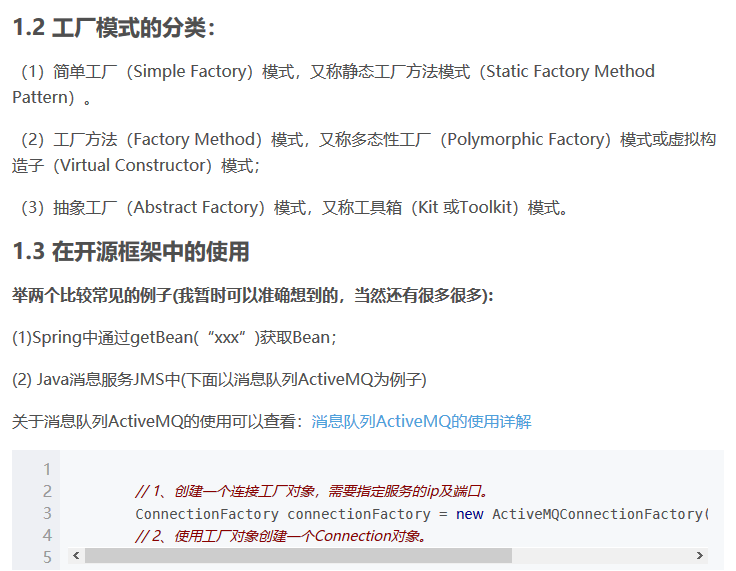 1.2 工厂模式的分类：
（1）简单工厂（Simple Factory）模式，又称静态工厂方法模式（Static Factory Method
Pattern）。
（2）工厂方法（Factory Method）模式，又称多态性工厂（Polymorphic Factory）模式或虚拟构
造子（Virtual Constructor）模式；
（3）抽象工厂（Abstract Factory）模式，又称工具箱（Kit 或Toolkit）模式。
1.3 在开源框架中的使用
举两个比较常见的例子(我暂时可以准确想到的，当然还有很多很多)：
(1)Spring中通过getBean(“xxx”)获取Bean；
(2) Java消息服务JMS中(下面以消息队列ActiveMQ为例子)
关于消息队列ActiveMQ的使用可以查看：消息队列ActiveMQ的使用详解
1
2 // 1、创建一个连接工厂对象，需要指定服务的ip及端口。
3 ConnectionFactory connectionFactory = new ActiveMQConnectionFactory(
4 // 2、使用工厂对象创建一个Connection对象。
5